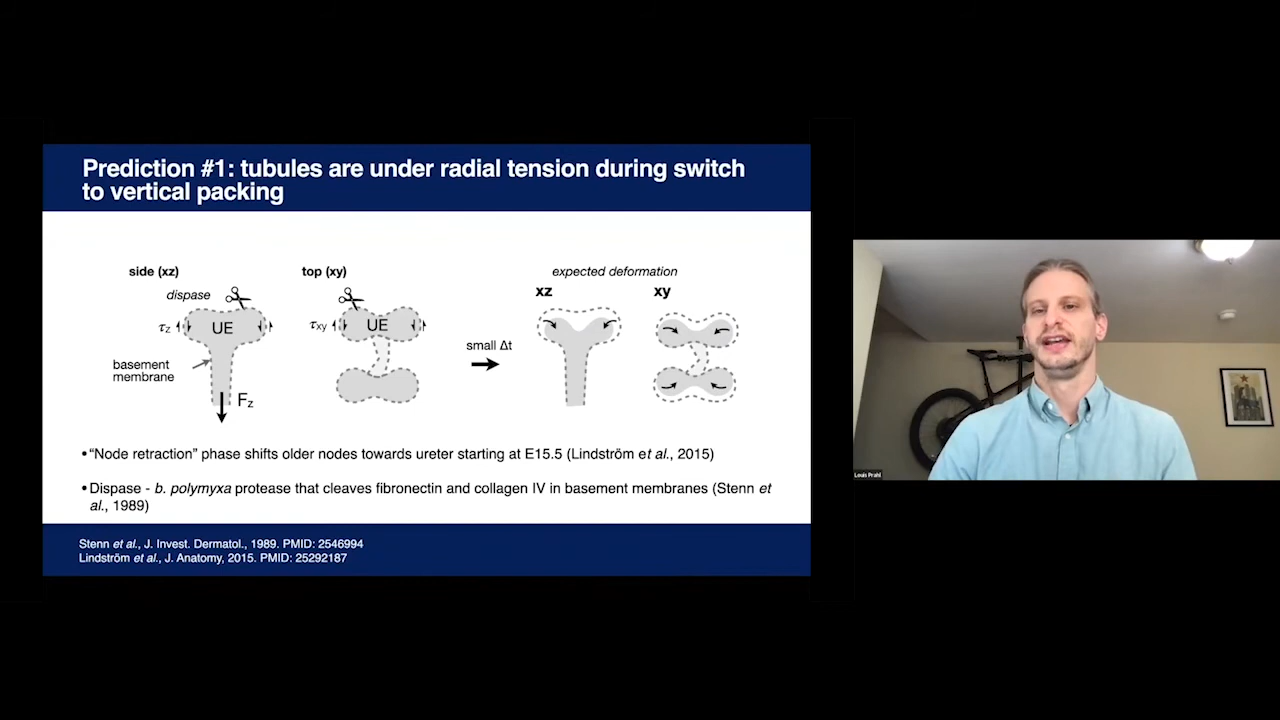 Prediction #1: tubules are under radial tension during switch
to vertical packing
side (xz)
top (xy)
expected deformation
dispase
xz
xy
τz
UE
τxy
UE
small Δt
basement
membrane
Fz
•“Node retraction” phase shifts older nodes towards ureter starting at E15.5 (Lindström et al., 2015)
•Dispase - b. polymyxa protease that cleaves fibronectin and collagen IV in basement membranes (Stenn et
al., 1989)
Stenn et al., J. Invest. Dermatol., 1989. PMID: 2546994
Lindström et al., J. Anatomy, 2015. PMID: 25292187
Louis Prahl